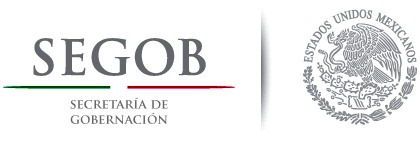 SEGOB
SECRETARÍA DE
GOBERNACIÓN
ESTADOS UNIDOS MEXICANOS